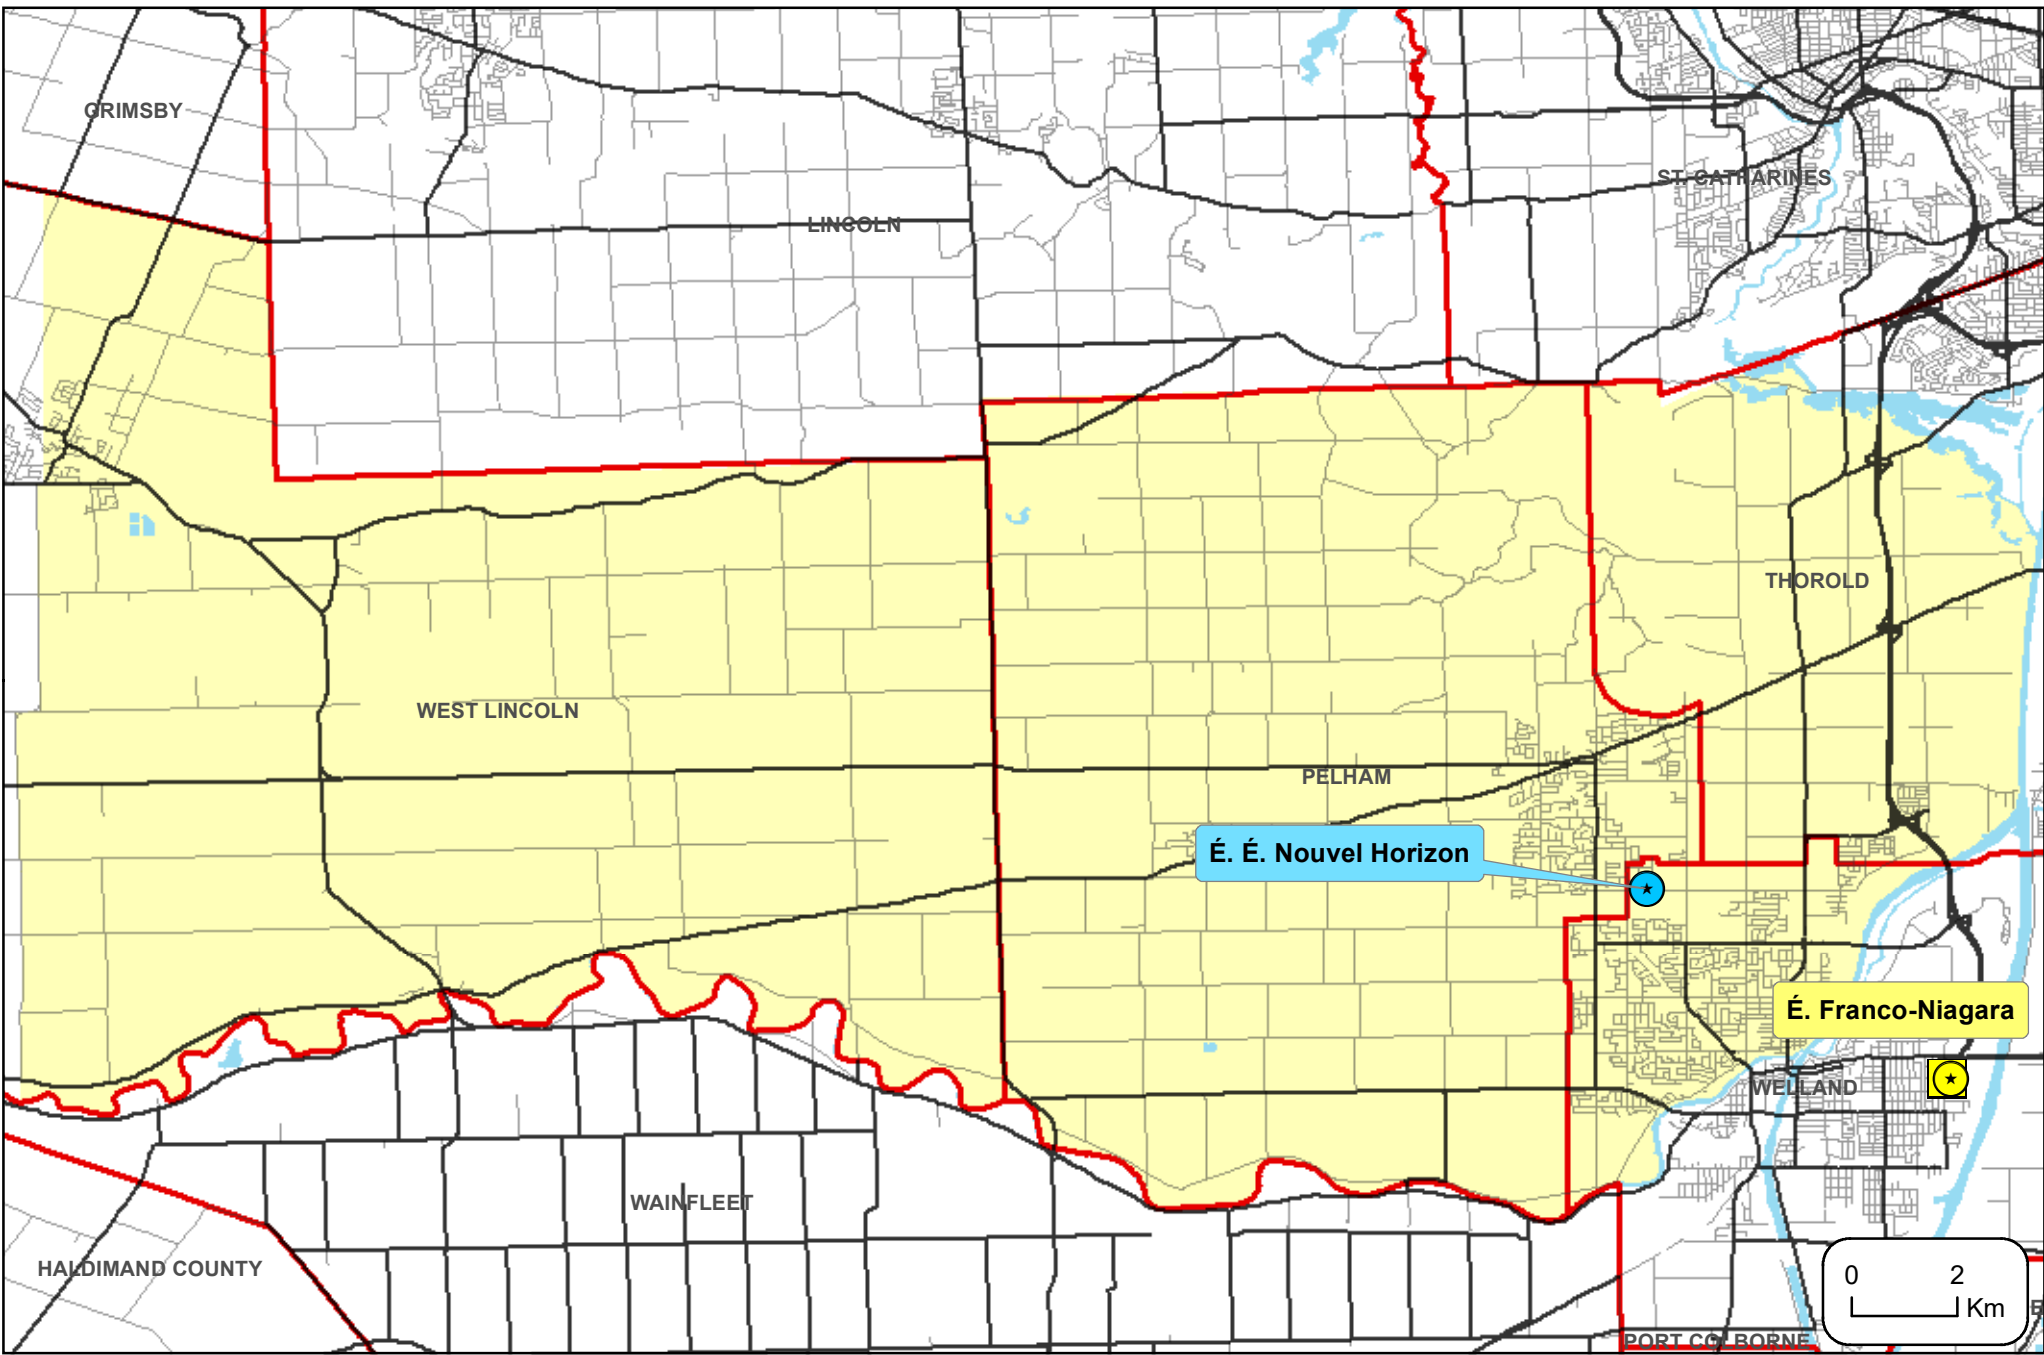 GRIMSBY
ST. CATHARINES
LINCOLN
THOROLD
WEST LINCOLN
PELHAM
É. É. Nouvel Horizon
É. Franco-Niagara
WELLAND
WAINFLEET
HALDIMAND COUNTY
0 2
Km
PORT COLBORNE